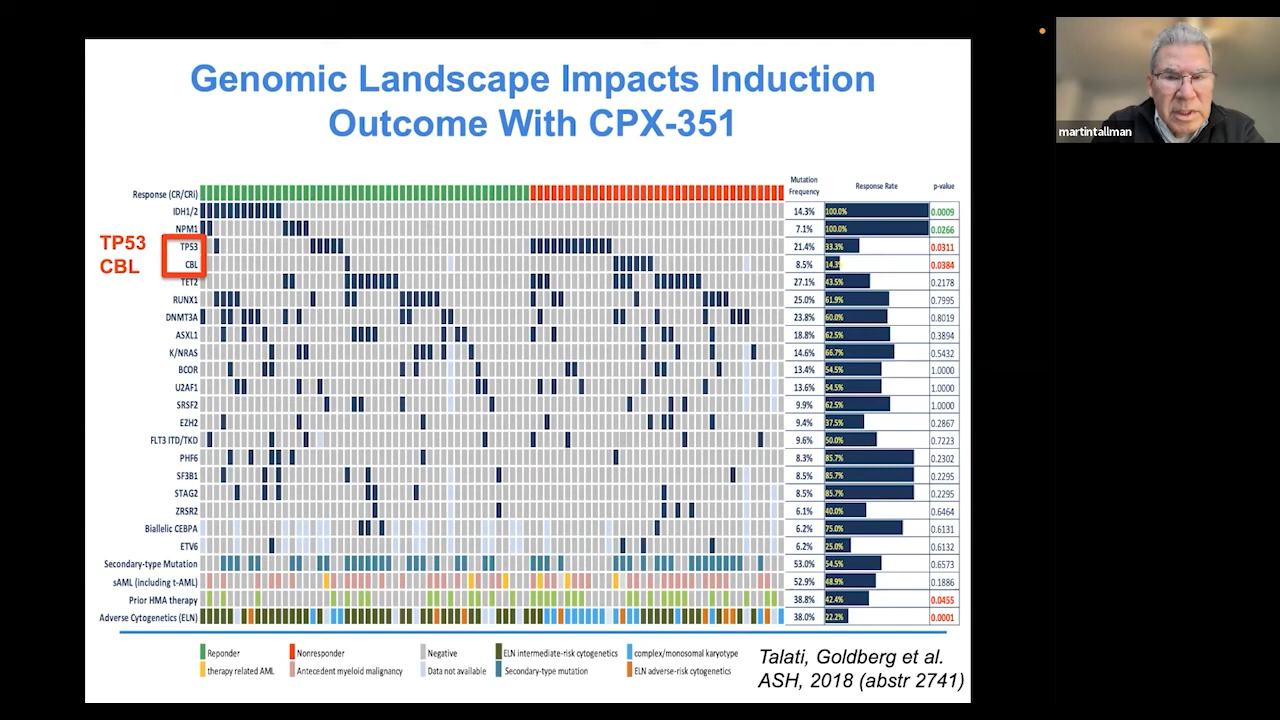 Genomic Landscape Impacts Induction
Outcome With CPX-351
martintallman
Mutation Frequency Response Rate p-value
Response (CR/CRi)
IDH1/2 14.3% 100.0% 0.0009
NPM1 7.1% 100.0% 0.0266
TP53
CBL
TP53 21.4% 33.3% 0.0311
CBL 8.5% 14.3% 0.0384
TET2 27.1% 43.5% 0.2178
RUNX1 25.0% 61.9% 0.7995
DNMT3A 23.8% 60.0% 0.8019
ASXL1 18.8% 62.5% 0.3894
K/NRAS 14.6% 66.7% 0.5432
BCOR 13.4% 54.5% 1.0000
U2AF1 13.6% 54.5% 1.0000
SRSF2 9.9% 62.5% 1.0000
EZH2 9.4% 37.5% 0.2867
FLT3 ITD/TKD 9.6% 50.0% 0.7223
PHF6 8.3% 85.7% 0.2302
SF3B1 8.5% 85.7% 0.2295
STAG2 8.5% 85.7% 0.2295
ZRSR2 6.1% 40.0% 0.6464
Biallelic CEBPA 6.2% 75.0% 0.6131
ETV6 6.2% 25.0% 0.6132
Secondary-type Mutation 53.0% 54.5% 0.6573
sAML (including t-AML) 52.9% 48.9% 0.1886
Prior HMA therapy 38.8% 42.4% 0.0455
Adverse Cytogenetics (ELN) 38.0% 22.2% 0.0001
Reponder Nonresponder Negative ELN intermediate-risk cytogenetics complex/monosomal karyotype
therapy related AML Antecedent myeloid malignancy Data not available Secondary-type mutation ELN adverse-risk cytogenetics
Talati, Goldberg et al.
ASH, 2018 (abstr 2741)